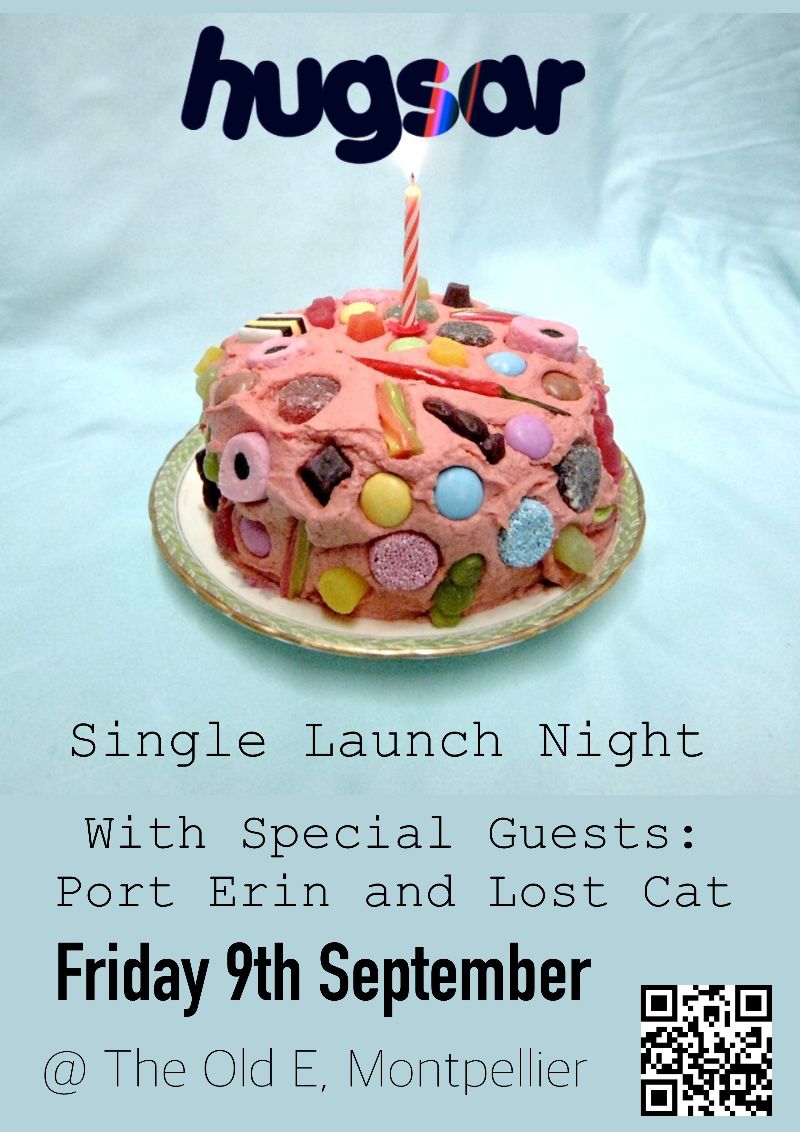 hugsar
Single Launch Night
With Special Guests:
Port Erin and Lost Cat
Friday 9th September
@ The Old E, Montpellier